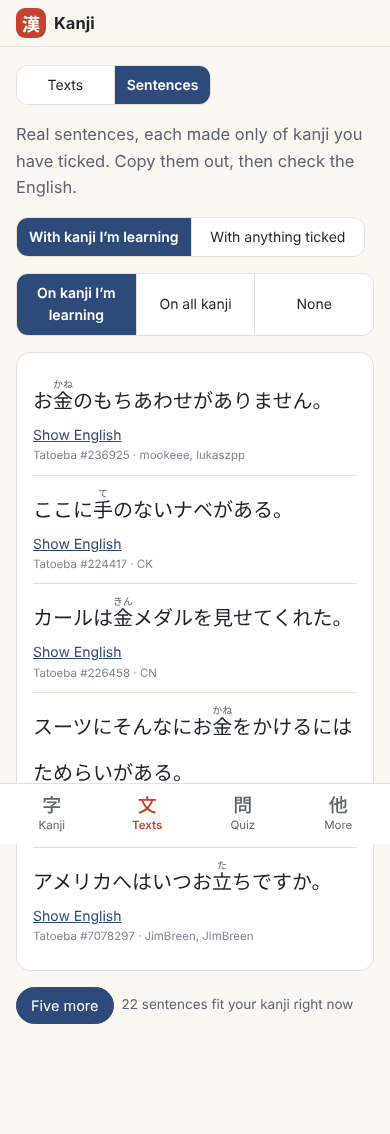 漢 Kanji
Texts Sentences
Real sentences, each made only of kanji you
have ticked. Copy them out, then check the
English.
With kanji I'm learning With anything ticked
On kanji I'm
learning
On all kanji
None
かね
お金のもちあわせがありません。
Show English
Tatoeba #236925 · mookeee, lukaszpp
て
ここに手のないナベがある。
Show English
Tatoeba #224417 · CK
きん
カールは金メダルを見せてくれた。
Show English
Tatoeba #226458 · CN
かね
スーツにそんなにお金をかけるには
ためらいがある。
字 文 問 他
Kanji Texts Quiz More
た
アメリカへはいつお立ちですか。
Show English
Tatoeba #7078297 · JimBreen, JimBreen
Five more 22 sentences fit your kanji right now